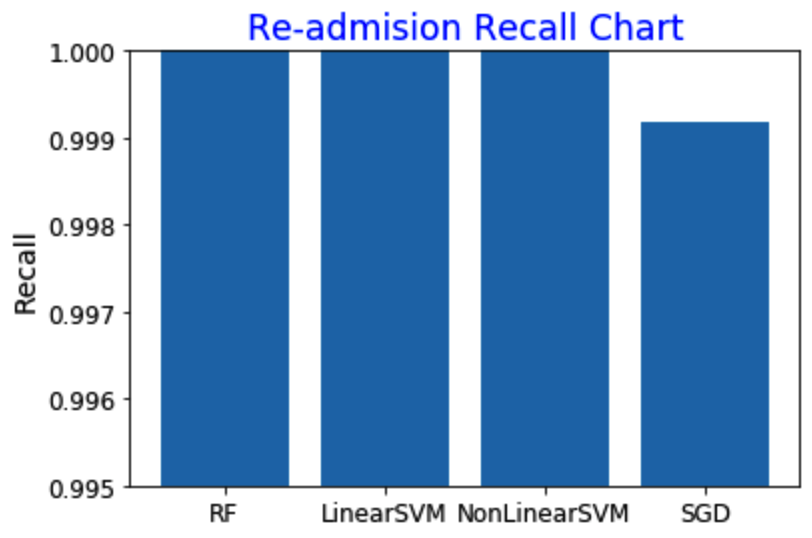 Re-admision Recall Chart
Recall
1.000
0.999
0.998
0.997
0.996
0.995
RF LinearSVM NonLinearSVM SGD